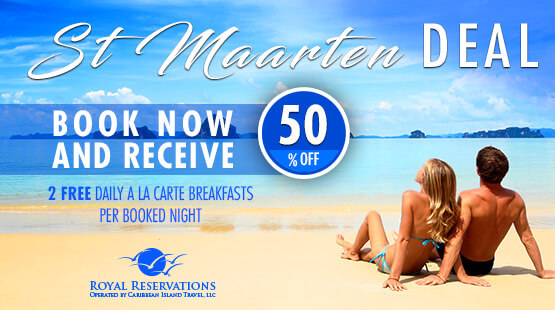 St Maarten DEAL
BOOK NOW
AND RECEIVE
50
% OFF
2 FREE DAILY A LA CARTE BREAKFASTS
PER BOOKED NIGHT
ROYAL RESERVATIONS
OPERATED BY CARIBBEAN ISLAND TRAVEL, LLC